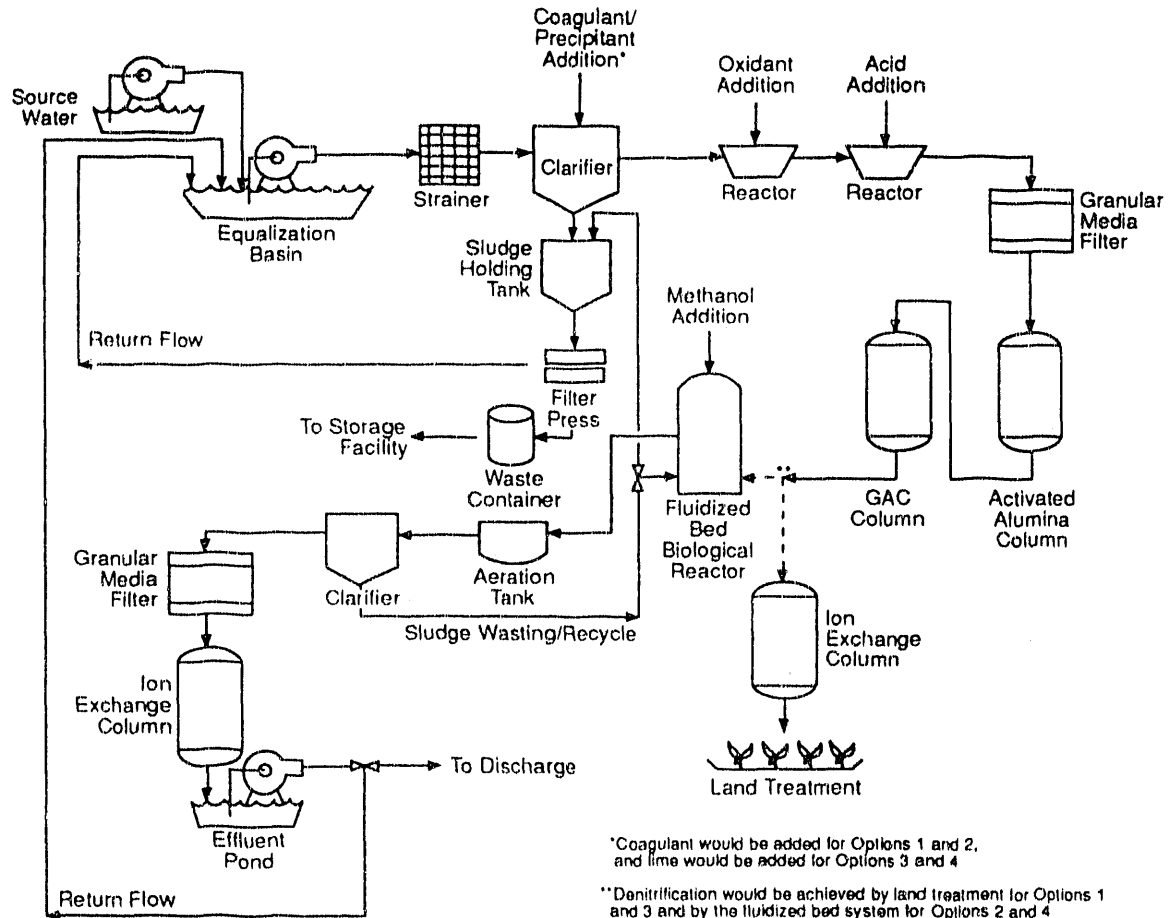 Coagulant/
Precipitant
Addition*
Oxidant
Addition
Acid
Addition
Source
Water
Clarifier
Strainer
Reactor
Reactor
Granular
Media
Filter
Equalization
Basin
Sludge
Holding
Tank
Methanol
Addition
Return Flow
Filter
Press
To Storage
Facility
Waste
Container
GAC
Column
Activated
Alumina
Column
**
Fluidized
Bed
Biological
Reactor
Granular
Media
Filter
Clarifier
Aeration
Tank
Sludge Wasting/Recycle
Ion
Exchange
Column
Ion
Exchange
Column
To Discharge
Land Treatment
Effluent
Pond
Return Flow
*Coagulant would be added for Options 1 and 2,
and lime would be added for Options 3 and 4
**Denitrification would be achieved by land treatment for Options 1
and 3 and by the fluidized bed system for Options 2 and 4